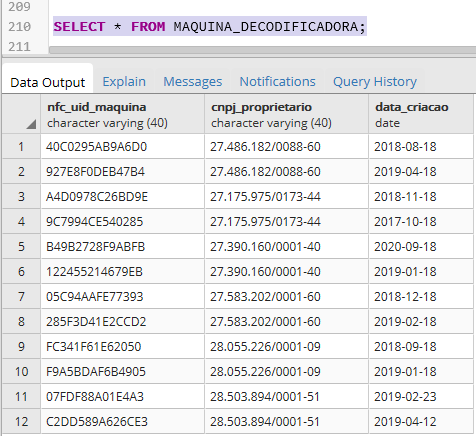 209
210 SELECT * FROM MAQUINA_DECODIFICADORA;
211
Data Output Explain Messages Notifications Query History
nfc_uid_maquina cnpj_proprietario data_criacao
character varying (40) character varying (40) date
1 40C0295AB9A6D0 27.486.182/0088-60 2018-08-18
2 927E8F0DEB47B4 27.486.182/0088-60 2019-04-18
3 A4D0978C26BD9E 27.175.975/0173-44 2018-11-18
4 9C7994CE540285 27.175.975/0173-44 2017-10-18
5 B49B2728F9ABFB 27.390.160/0001-40 2020-09-18
6 122455214679EB 27.390.160/0001-40 2019-01-18
7 05C94AAFE77393 27.583.202/0001-60 2018-12-18
8 285F3D41E2CCD2 27.583.202/0001-60 2019-02-18
9 FC341F61E62050 28.055.226/0001-09 2018-09-18
10 F9A5BDAF6B4905 28.055.226/0001-09 2019-01-18
11 07FDF88A01E4A3 28.503.894/0001-51 2019-02-23
12 C2DD589A626CE3 28.503.894/0001-51 2019-04-12